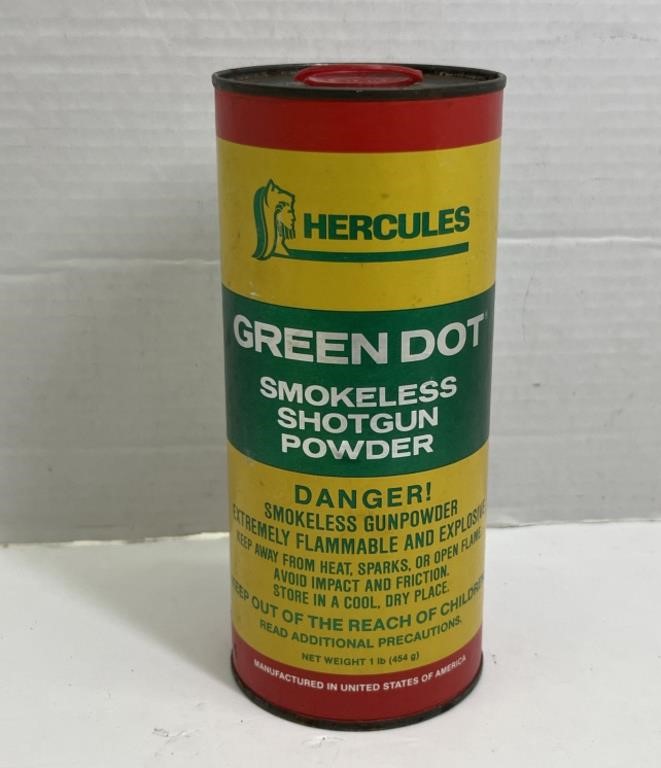 HERCULES
GREEN DOT
SMOKELESS
SHOTGUN
POWDER
DANGER!
SMOKELESS GUNPOWDER
EXTREMELY FLAMMABLE AND EXPLOSIVE
KEEP AWAY FROM HEAT, SPARKS, OR OPEN FLAME.
AVOID IMPACT AND FRICTION.
STORE IN A COOL, DRY PLACE.
KEEP OUT OF THE REACH OF CHILDREN
READ ADDITIONAL PRECAUTIONS.
NET WEIGHT 1 lb (454 g)
MANUFACTURED IN UNITED STATES OF AMERICA